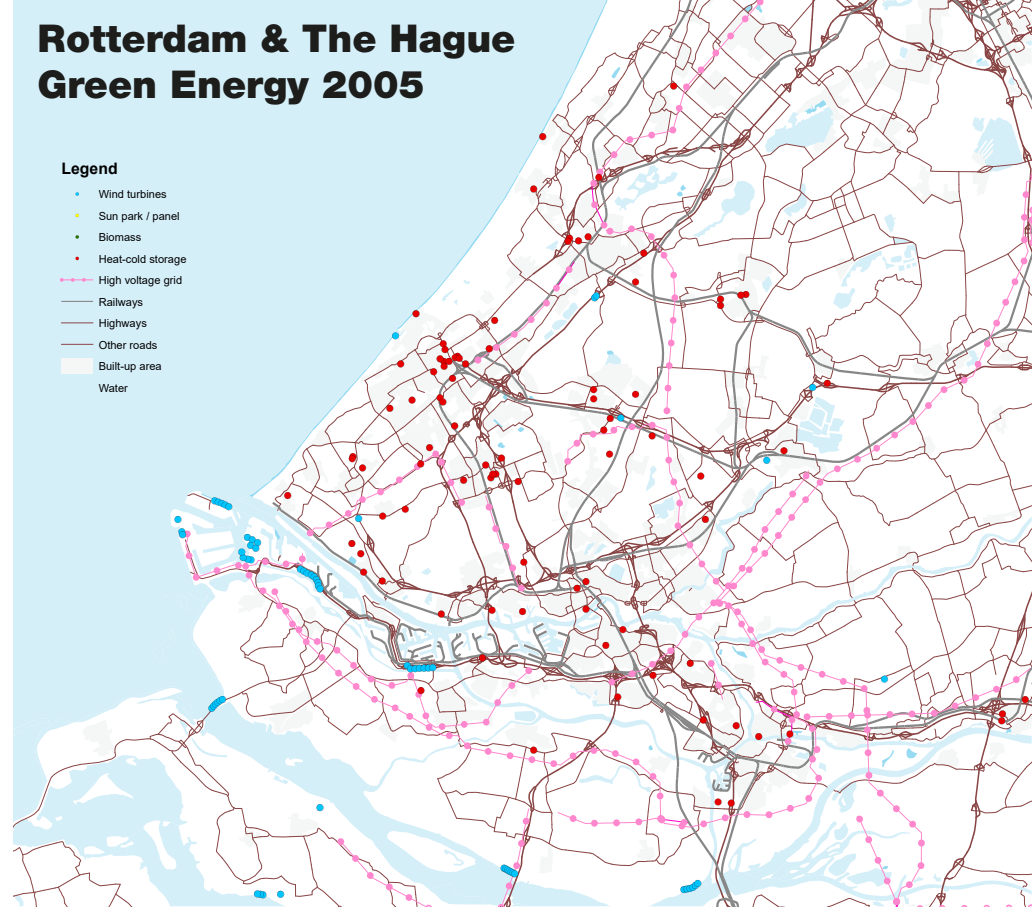 Rotterdam & The Hague
Green Energy 2005
Legend
Wind turbines
Sun park / panel
Biomass
Heat-cold storage
High voltage grid
Railways
Highways
Other roads
Built-up area
Water